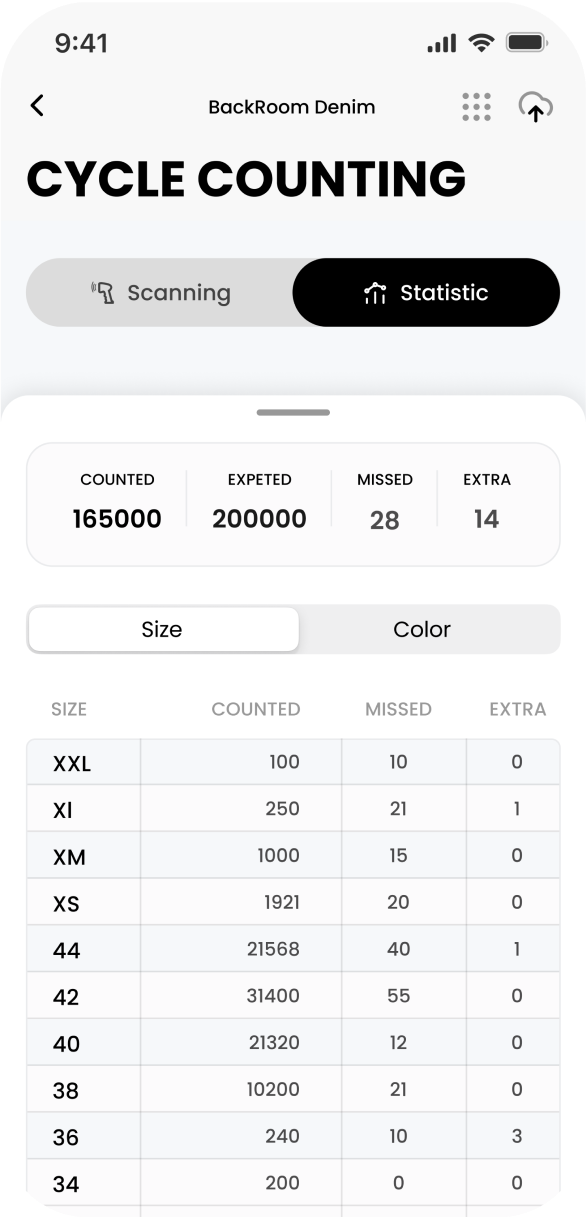 9:41
BackRoom Denim
CYCLE COUNTING
Scanning Statistic
COUNTED EXPETED MISSED EXTRA
165000 200000 28 14
Size Color
SIZE COUNTED MISSED EXTRA
XXL 100 10 0
Xl 250 21 1
XM 1000 15 0
XS 1921 20 0
44 21568 40 1
42 31400 55 0
40 21320 12 0
38 10200 21 0
36 240 10 3
34 200 0 0